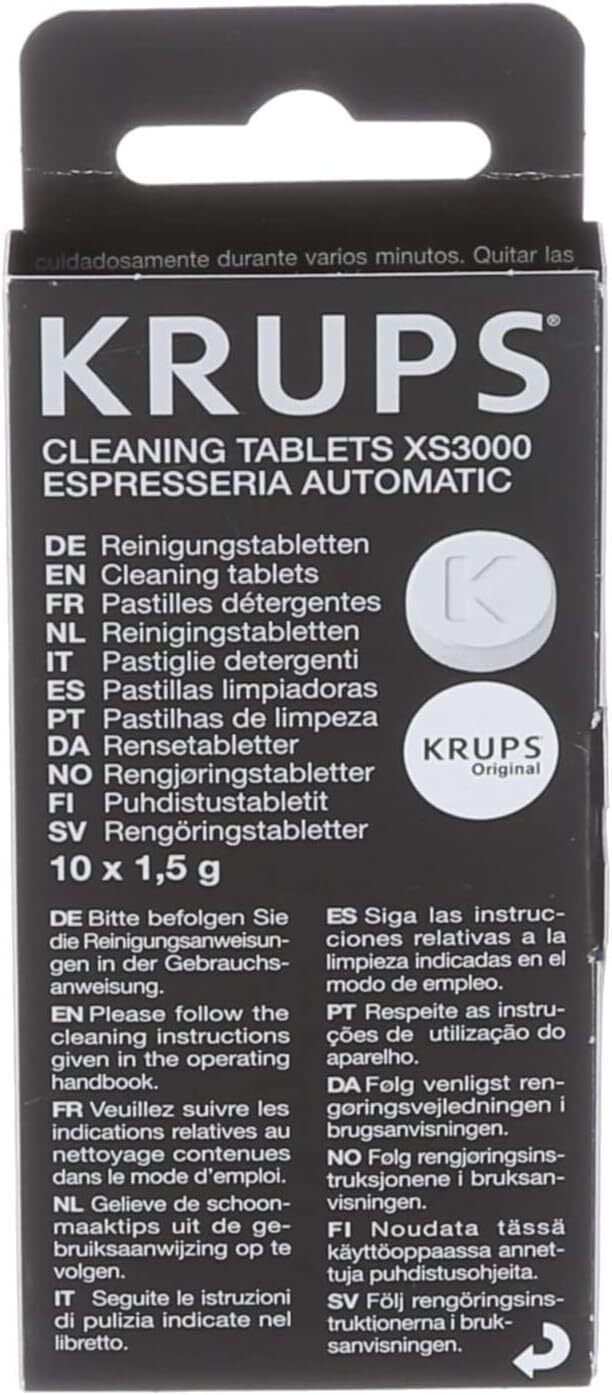 cuidadosamente durante varios minutos. Quitar las
KRUPS®
CLEANING TABLETS XS3000
ESPRESSERIA AUTOMATIC
DE Reinigungstabletten
EN Cleaning tablets
FR Pastilles détergentes
NL Reinigingstabletten
IT Pastiglie detergenti
ES Pastillas limpiadoras
PT Pastilhas de limpeza
DA Rensetabletter
NO Rengjøringstabletter
FI Puhdistustabletit
SV Rengöringstabletter
10 x 1,5 g
K
KRUPS
Original
DE Bitte befolgen Sie
die Reinigungsanweisun-
gen in der Gebrauchs-
anweisung.
EN Please follow the
cleaning instructions
given in the operating
handbook.
FR Veuillez suivre les
indications relatives au
nettoyage contenues
dans le mode d'emploi.
NL Gelieve de schoon-
maaktips uit de ge-
bruiksaanwijzing op te
volgen.
IT Seguite le istruzioni
di pulizia indicate nel
libretto.
ES Siga las instruc-
ciones relativas a la
limpieza indicadas en el
modo de empleo.
PT Respeite as instru-
ções de utilização do
aparelho.
DA Følg venligst ren-
gøringsvejledningen i
brugsanvisningen.
NO Følg rengjøringsins-
truksjonene i bruksan-
visningen.
FI Noudata tässä
käyttöoppaassa annet-
tuja puhdistusohjeita.
SV Följ rengöringsins-
truktionerna i bruk-
sanvisningen.